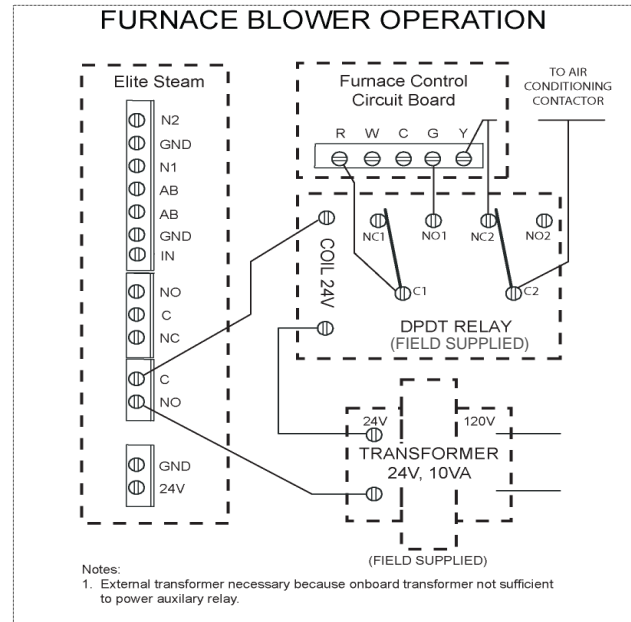 FURNACE BLOWER OPERATION
Elite Steam
N2
GND
N1
AB
AB
GND
IN
NO
C
NC
C
NO
GND
24V
Furnace Control
Circuit Board
R W C G Y
TO AIR
CONDITIONING
CONTACTOR
COIL 24V
NC1 NO1 NC2 NO2
C1 C2
DPDT RELAY
(FIELD SUPPLIED)
24V 120V
TRANSFORMER
24V, 10VA
(FIELD SUPPLIED)
Notes:
1. External transformer necessary because onboard transformer not sufficient
to power auxilary relay.